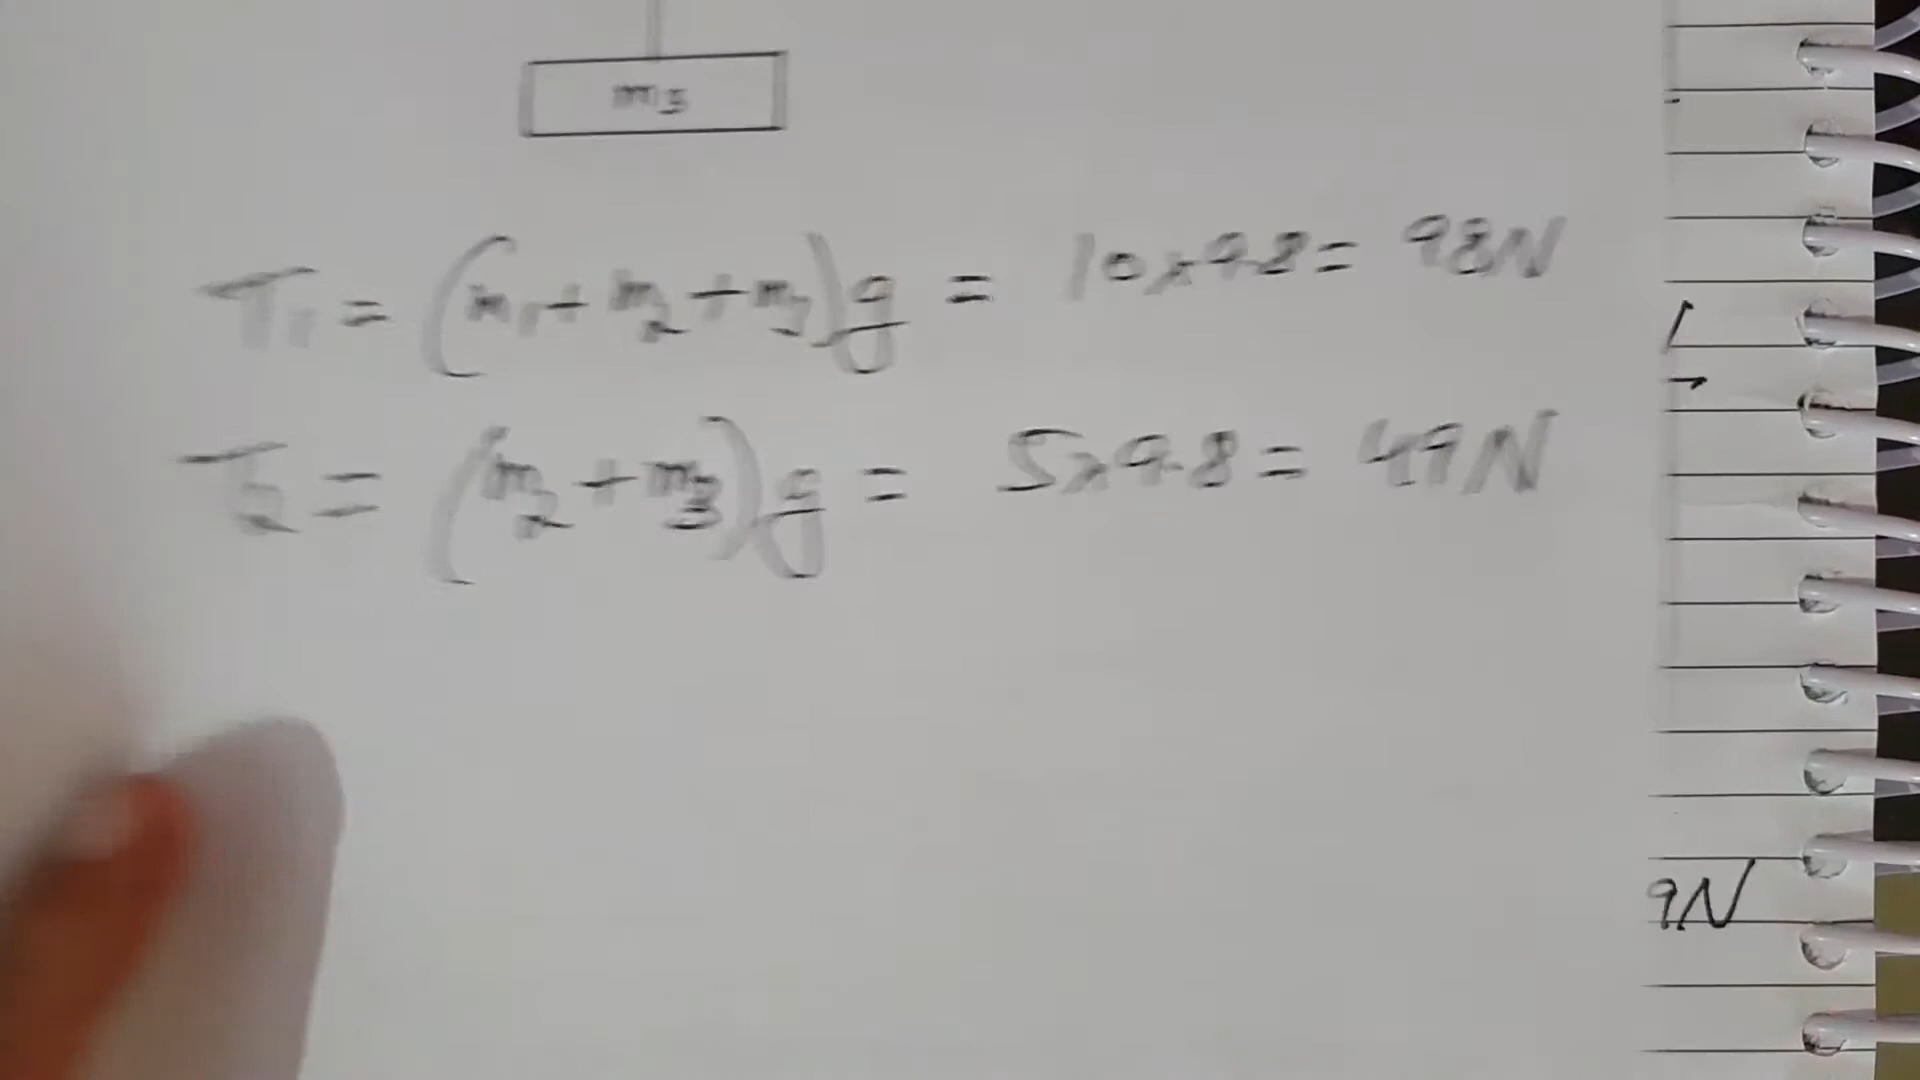 m3
T1 = (m1 + m2 + m3)g = 10 x 9.8 = 98N
T2 = (m2 + m3)g = 5 x 9.8 = 49N
9N